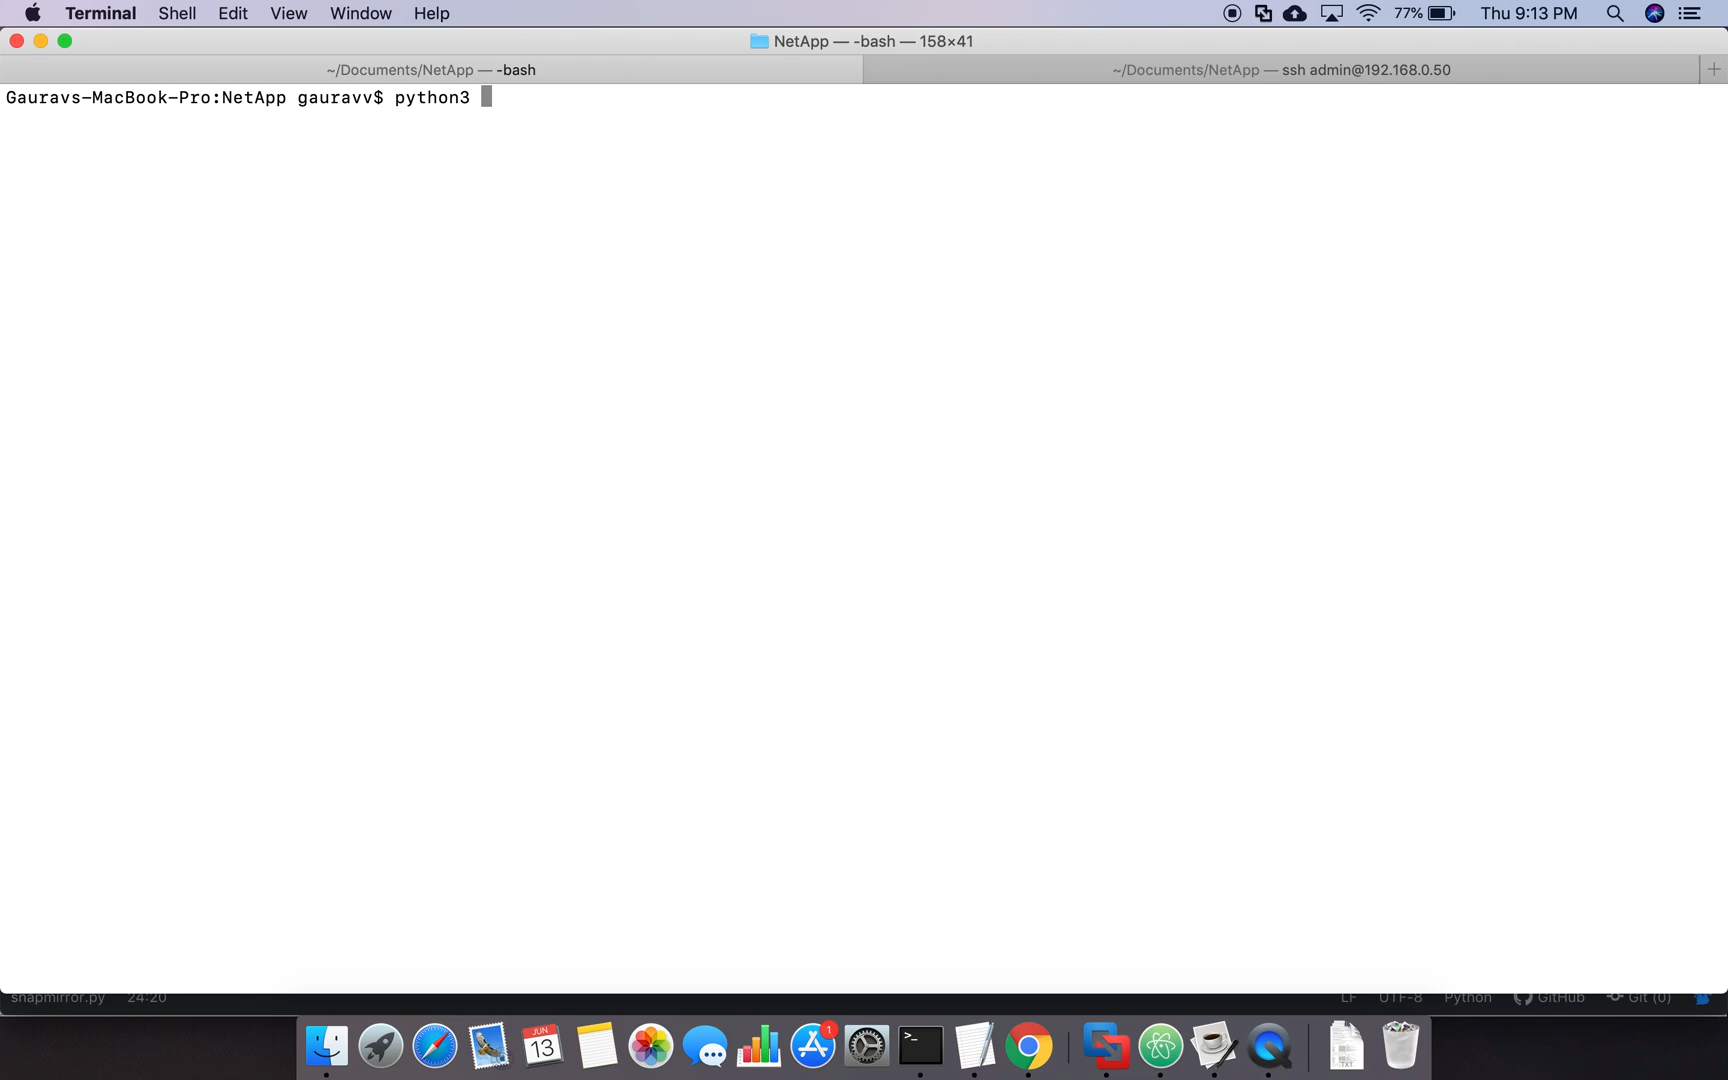 Terminal Shell Edit View Window Help 77% Thu 9:13 PM
NetApp — -bash — 158×41
~/Documents/NetApp — -bash ~/Documents/NetApp — ssh admin@192.168.0.50 +
Gauravs-MacBook-Pro:NetApp gauravv$ python3
snapmirror.py 24:20 LF UTF-8 Python GitHub Git (0)
JUN
13
1
>_
TXT